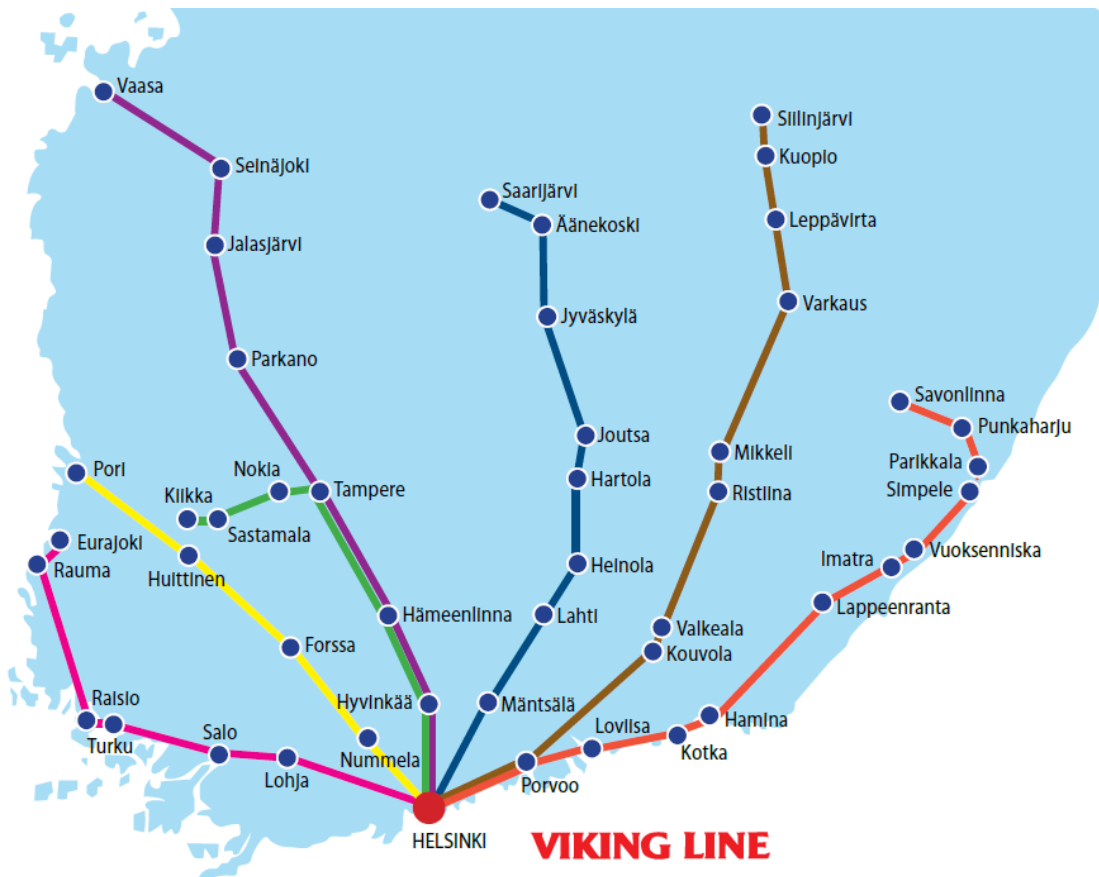 Vaasa
Siilinjärvi
Kuopio
Seinäjoki
Saarijärvi
Äänekoski
Leppävirta
Jalasjärvi
Varkaus
Jyväskylä
Parkano
Savonlinna
Punkaharju
Joutsa
Mikkeli
Parikkala
Pori
Nokia
Hartola
Simpele
Kiikka
Tampere
Ristiina
Sastamala
Eurajoki
Rauma
Huittinen
Heinola
Vuoksenniska
Imatra
Lappeenranta
Hämeenlinna
Lahti
Valkeala
Forssa
Kouvola
Raisio
Turku
Salo
Lohja
Hyvinkää
Nummela
Mäntsälä
Loviisa
Hamina
Kotka
Porvoo
HELSINKI
VIKING LINE